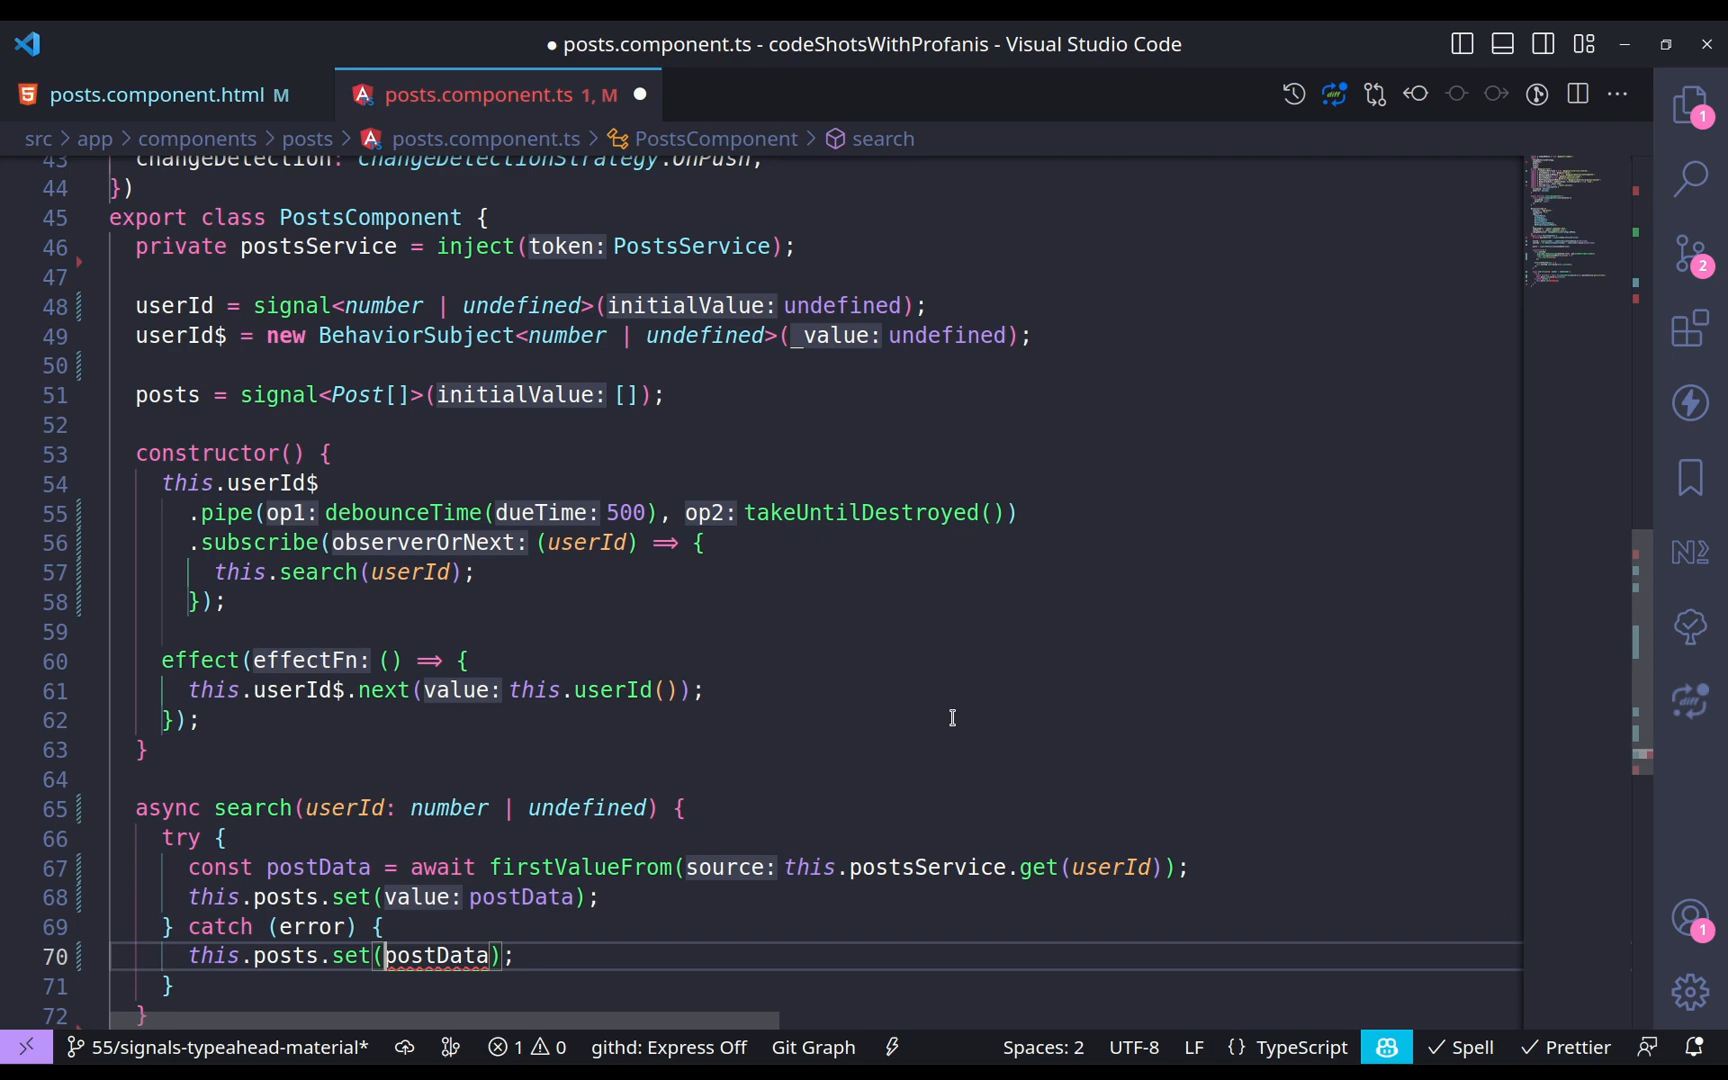 ● posts.component.ts - codeShotsWithProfanis - Visual Studio Code
posts.component.html M
posts.component.ts 1, M ●
src > app > components > posts > posts.component.ts > PostsComponent > search
43 changeDetection: ChangeDetectionStrategy.OnPush,
44 })
45 export class PostsComponent {
46 private postsService = inject(token: PostsService);
47
48 userId = signal<number | undefined>(initialValue: undefined);
49 userId$ = new BehaviorSubject<number | undefined>(_value: undefined);
50
51 posts = signal<Post[]>(initialValue: []);
52
53 constructor() {
54 this.userId$
55 .pipe(op1: debounceTime(dueTime: 500), op2: takeUntilDestroyed())
56 .subscribe(observerOrNext: (userId) => {
57 this.search(userId);
58 });
59
60 effect(effectFn: () => {
61 this.userId$.next(value: this.userId());
62 });
63 }
64
65 async search(userId: number | undefined) {
66 try {
67 const postData = await firstValueFrom(source: this.postsService.get(userId));
68 this.posts.set(value: postData);
69 } catch (error) {
70 this.posts.set(postData);
71 }
72 }
diff
1
2
diff
1
55/signals-typeahead-material* 1 0 githd: Express Off Git Graph Spaces: 2 UTF-8 LF {} TypeScript ✓ Spell ✓ Prettier